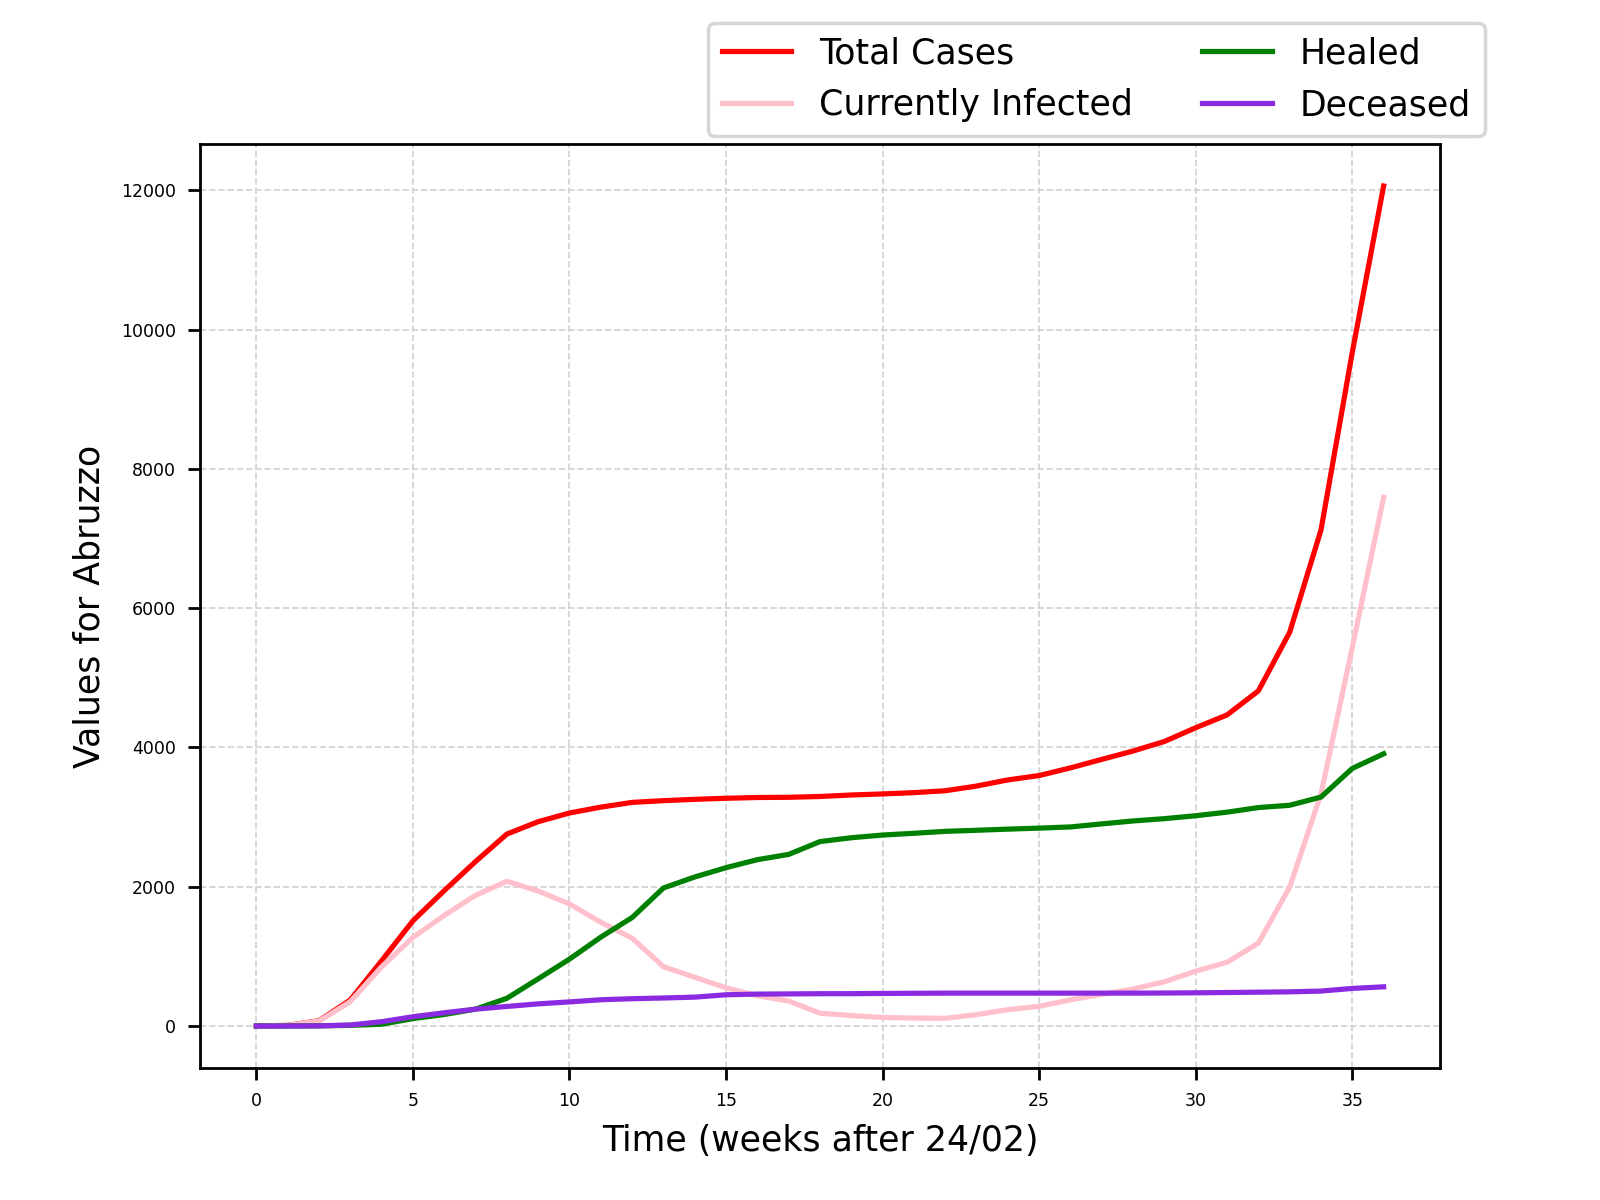 Total Cases
Currently Infected
Healed
Deceased
12000
10000
8000
6000
4000
2000
0
Values for Abruzzo
0 5 10 15 20 25 30 35
Time (weeks after 24/02)